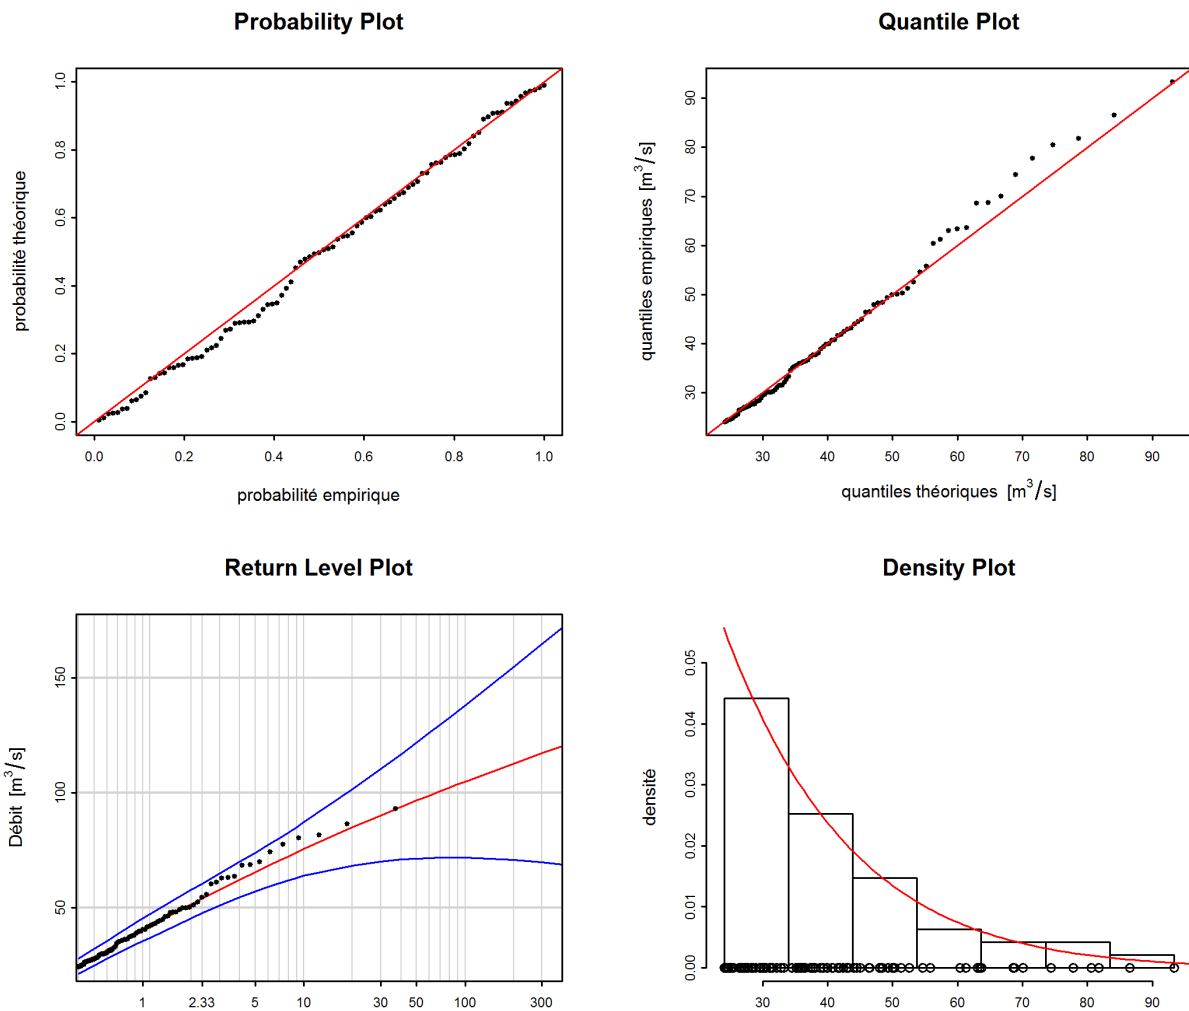 Probability Plot
probabilité théorique
0.0 0.2 0.4 0.6 0.8 1.0
0.0 0.2 0.4 0.6 0.8 1.0
probabilité empirique
Quantile Plot
quantiles empiriques [m³/s]
30 40 50 60 70 80 90
30 40 50 60 70 80 90
quantiles théoriques [m³/s]
Return Level Plot
Débit [m³/s]
50 100 150
1 2.33 5 10 30 50 100 300
Density Plot
densité
0.00 0.01 0.02 0.03 0.04 0.05
30 40 50 60 70 80 90